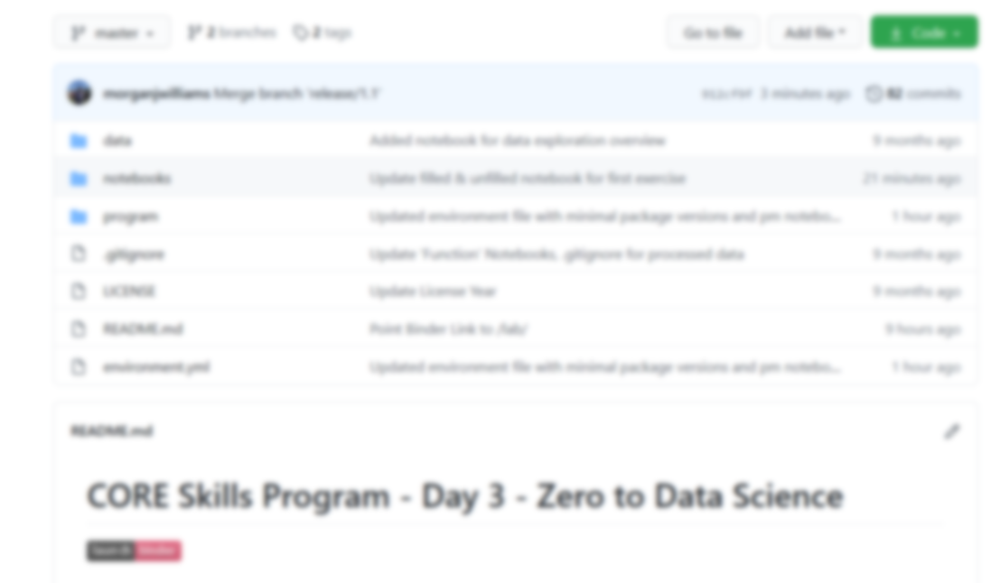 master 2 branches 2 tags Go to file Add file Code
morganjwilliams Merge branch 'release/1.1' 3 minutes ago 82 commits
data Added notebook for data exploration overview 9 months ago
notebooks Update filled & unfilled notebook for first exercise 21 minutes ago
program Updated environment file with minimal package versions and pm notebo... 1 hour ago
.gitignore Update 'Function' Notebooks, .gitignore for processed data 9 months ago
LICENSE Update License Year 9 months ago
README.md Point Binder Link to /lab/ 9 hours ago
environment.yml Updated environment file with minimal package versions and pm notebo... 1 hour ago
README.md
CORE Skills Program - Day 3 - Zero to Data Science
launch binder